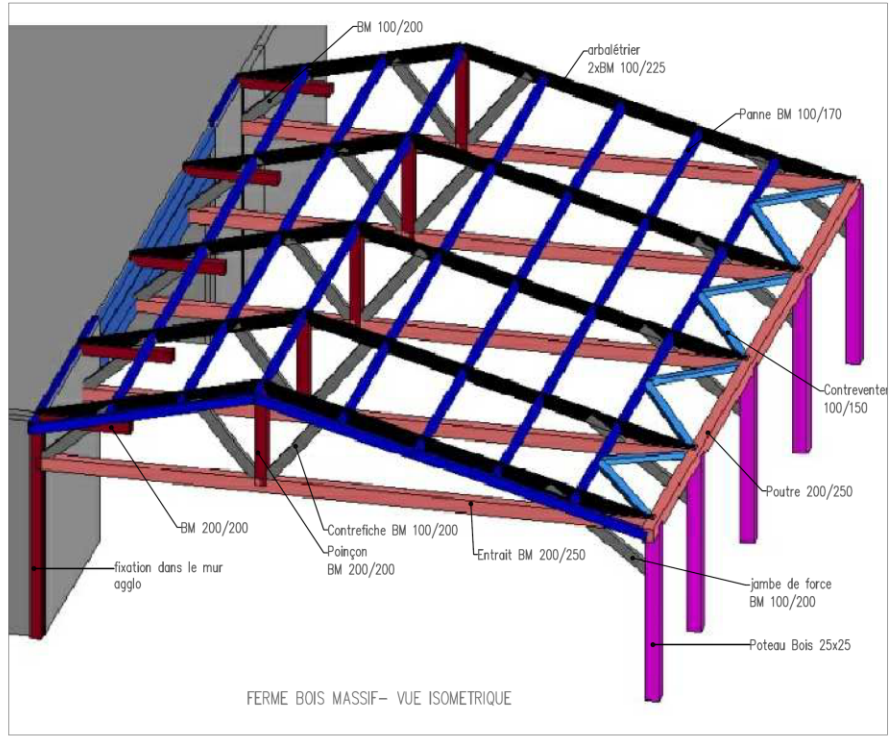 BM 100/200
arbalétrier
2xBM 100/225
Panne BM 100/170
Contreventer
100/150
Poutre 200/250
BM 200/200
Contrefiche BM 100/200
Poinçon
BM 200/200
Entrait BM 200/250
fixation dans le mur
agglo
jambe de force
BM 100/200
Poteau Bois 25x25
FERME BOIS MASSIF- VUE ISOMETRIQUE